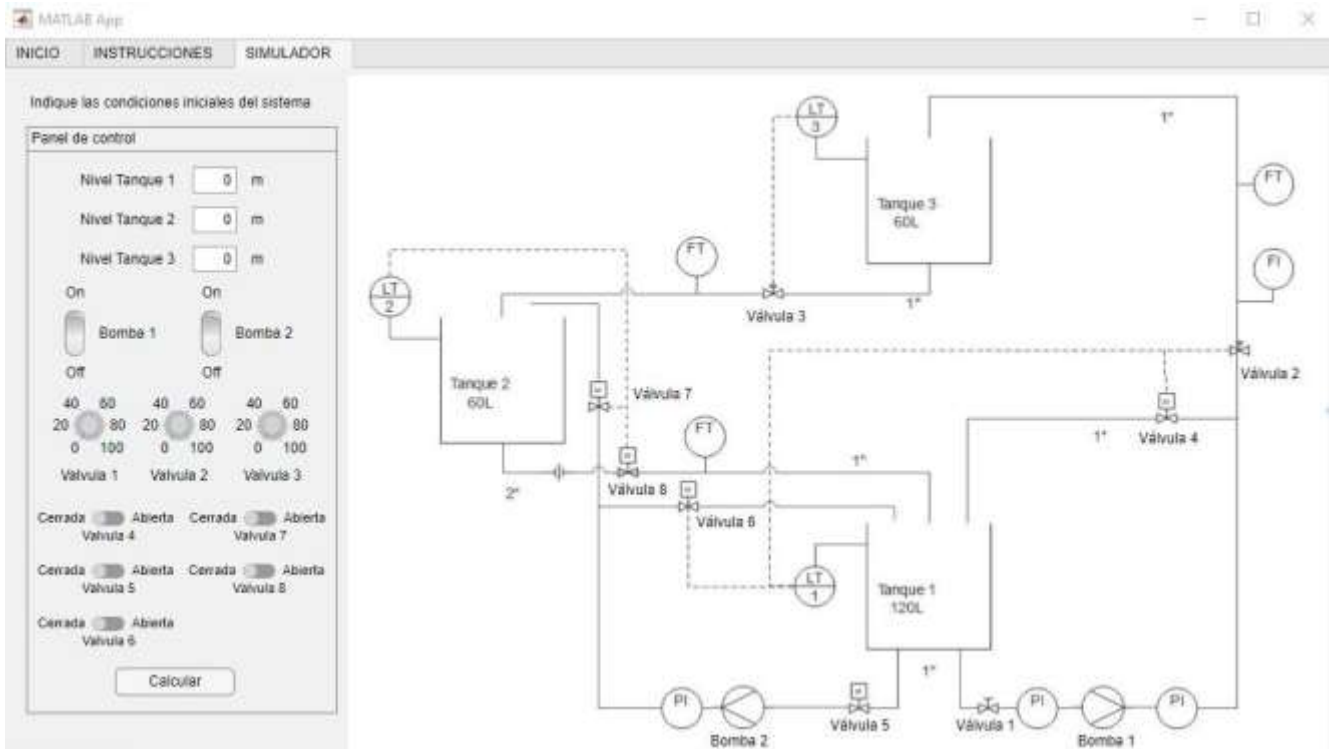 MATLAB App
INICIO INSTRUCCIONES SIMULADOR
Indique las condiciones iniciales del sistema
Panel de control
Nivel Tanque 1 0 m
Nivel Tanque 2 0 m
Nivel Tanque 3 0 m
On On
Bomba 1 Bomba 2
Off Off
40 60 40 60 40 60
20 80 20 80 20 80
0 100 0 100 0 100
Valvula 1 Valvula 2 Valvula 3
Cerrada Abierta Cerrada Abierta
Valvula 4 Valvula 7
Cerrada Abierta Cerrada Abierta
Valvula 5 Valvula 8
Cerrada Abierta
Valvula 6
Calcular
LT
3
1"
FT
Tanque 3
60L
FT
FI
LT
2
1"
Válvula 3
Válvula 2
Tanque 2
60L
Válvula 7
FT
1"
Válvula 4
2"
Válvula 8
1"
Válvula 6
LT
1
Tanque 1
120L
1"
PI
Bomba 2
Válvula 5
Válvula 1
PI
Bomba 1
PI